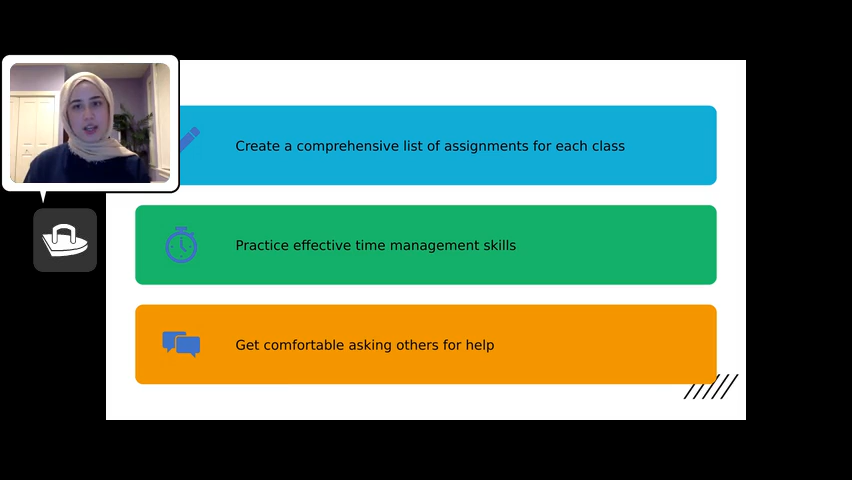 Create a comprehensive list of assignments for each class
Practice effective time management skills
Get comfortable asking others for help